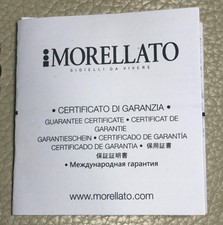 MORELLATO
GIOIELLI DA VIVERE
• CERTIFICATO DI GARANZIA •
GUARANTEE CERTIFICATE • CERTIFICAT DE
GARANTIE
GARANTIESCHEIN • CERTIFICADO DE GARANTÍA
CERTIFICADO DE GARANTIA • 保用証書
保証証明書
• Международная гарантия
www.morellato.com